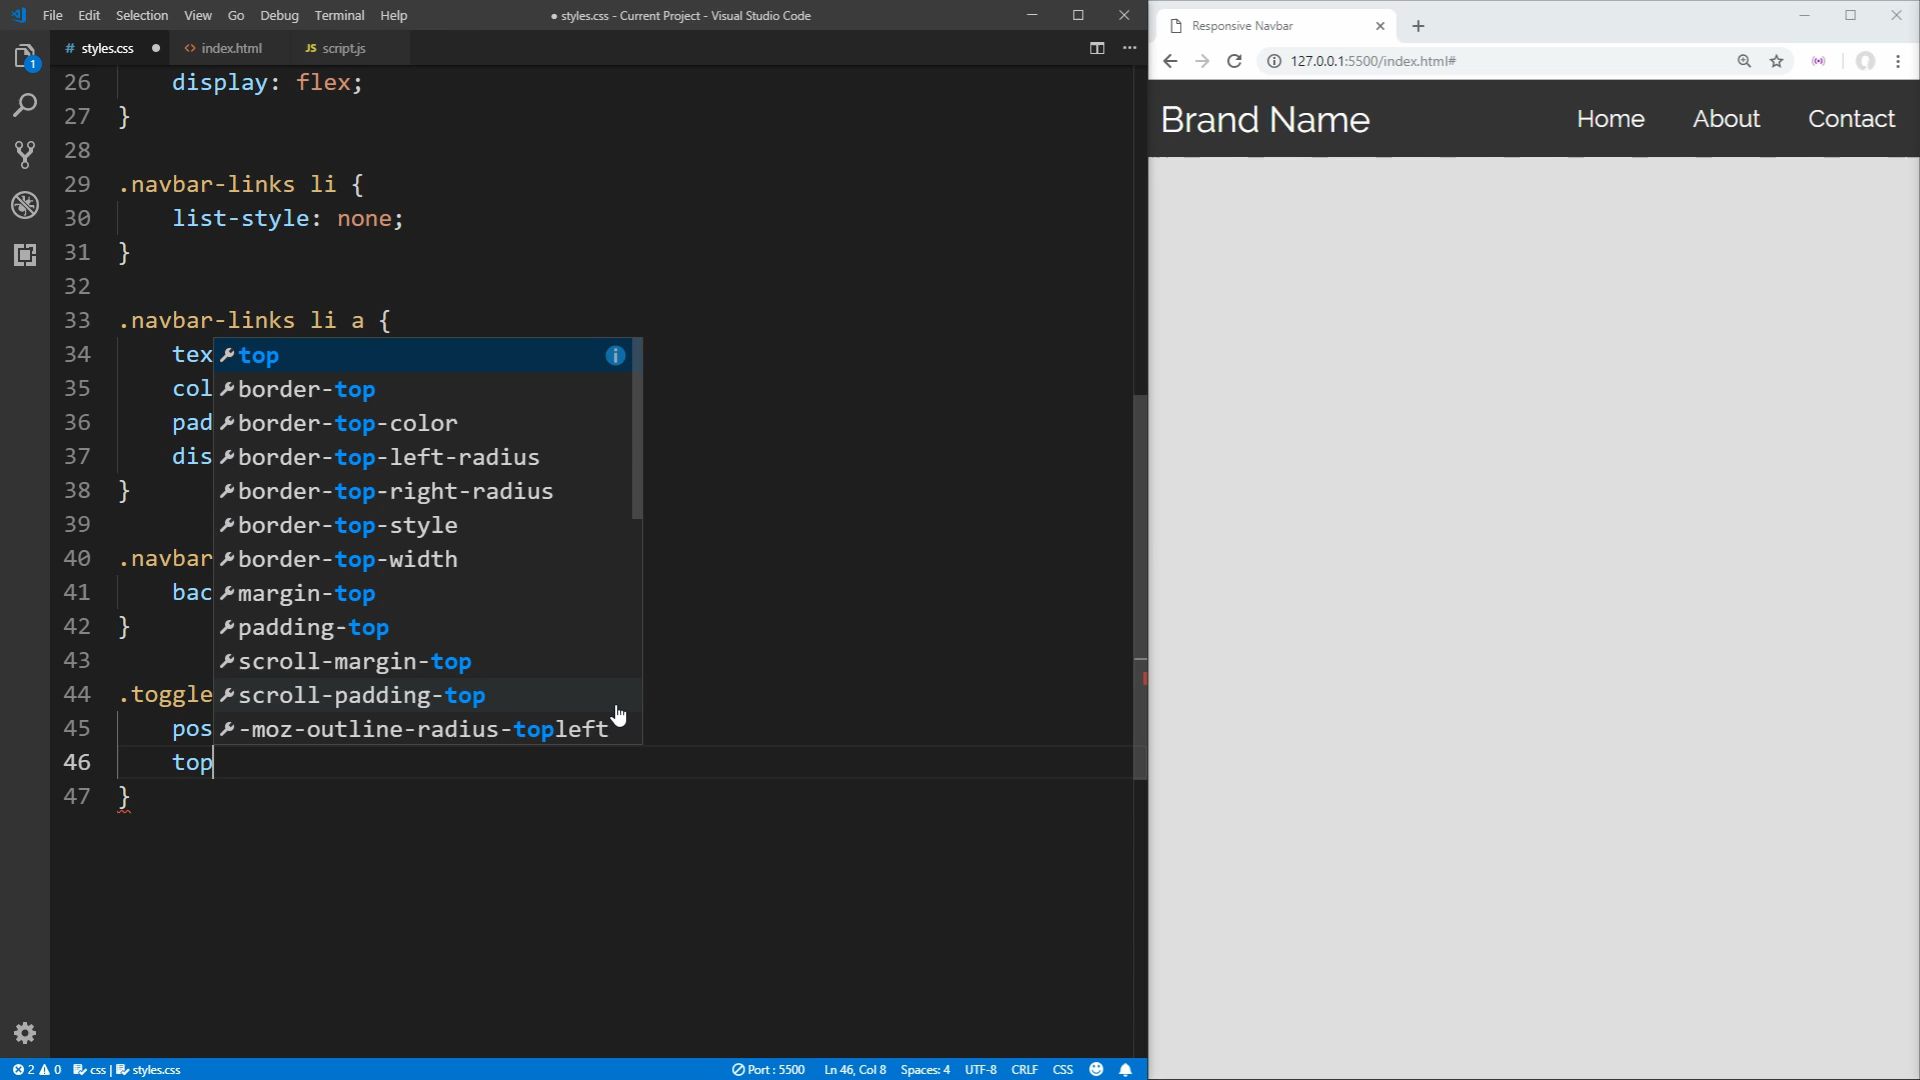 File Edit Selection View Go Debug Terminal Help
● styles.css - Current Project - Visual Studio Code
# styles.css ●
<> index.html
JS script.js
1
26 display: flex;
27 }
28
29 .navbar-links li {
30 list-style: none;
31 }
32
33 .navbar-links li a {
34 tex
35 col
36 pad
37 dis
38 }
39
40 .navbar
41 bac
42 }
43
44 .toggle
45 pos
46 top
47 }
top
border-top
border-top-color
border-top-left-radius
border-top-right-radius
border-top-style
border-top-width
margin-top
padding-top
scroll-margin-top
scroll-padding-top
-moz-outline-radius-topleft
2 0 css | styles.css
Port : 5500 Ln 46, Col 8 Spaces: 4 UTF-8 CRLF CSS
Responsive Navbar
127.0.0.1:5500/index.html#
Brand Name Home About Contact